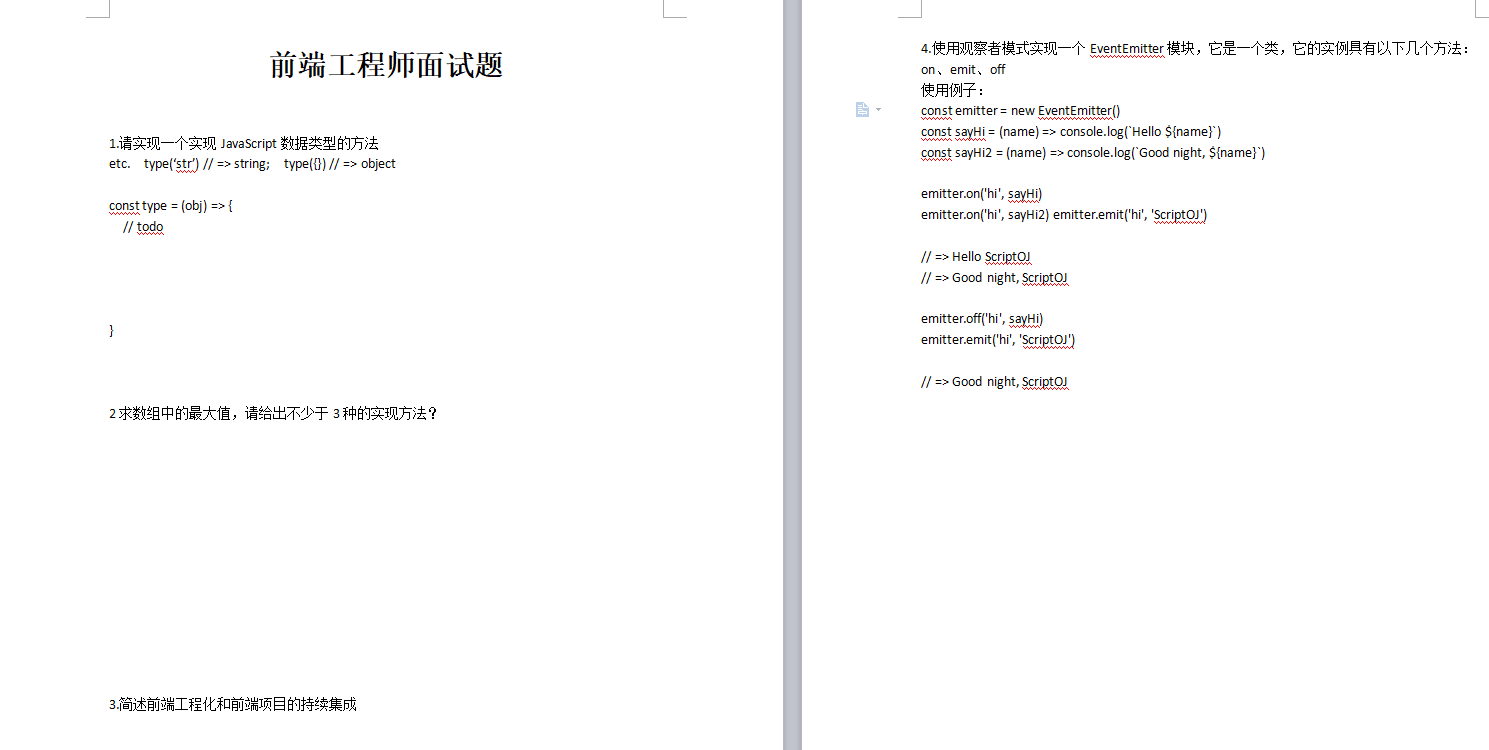 前端工程师面试题
1.请实现一个实现 JavaScript 数据类型的方法
etc. type(‘str’) // => string; type({}) // => object
const type = (obj) => {
// todo
}
2 求数组中的最大值，请给出不少于 3 种的实现方法？
3.简述前端工程化和前端项目的持续集成
4.使用观察者模式实现一个 EventEmitter 模块，它是一个类，它的实例具有以下几个方法：
on、emit、off
使用例子：
const emitter = new EventEmitter()
const sayHi = (name) => console.log(`Hello ${name}`)
const sayHi2 = (name) => console.log(`Good night, ${name}`)
emitter.on('hi', sayHi)
emitter.on('hi', sayHi2) emitter.emit('hi', 'ScriptOJ')
// => Hello ScriptOJ
// => Good night, ScriptOJ
emitter.off('hi', sayHi)
emitter.emit('hi', 'ScriptOJ')
// => Good night, ScriptOJ